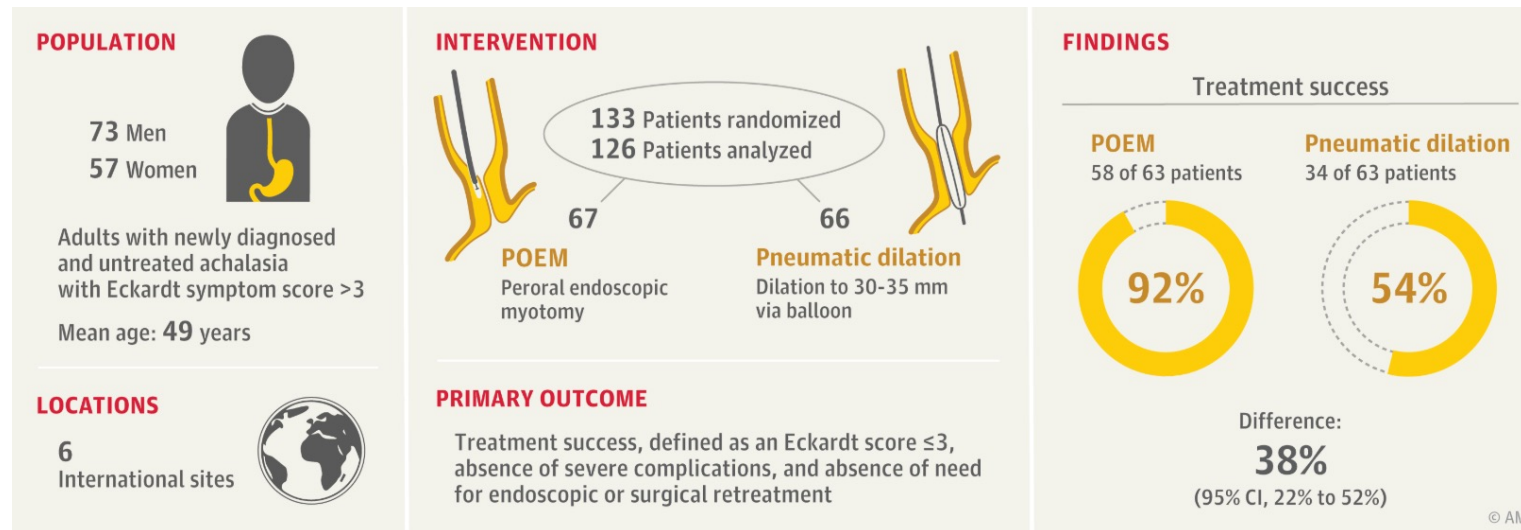 POPULATION
73 Men
57 Women
Adults with newly diagnosed
and untreated achalasia
with Eckardt symptom score >3
Mean age: 49 years
LOCATIONS
6
International sites
INTERVENTION
133 Patients randomized
126 Patients analyzed
67
POEM
Peroral endoscopic
myotomy
66
Pneumatic dilation
Dilation to 30-35 mm
via balloon
PRIMARY OUTCOME
Treatment success, defined as an Eckardt score ≤3,
absence of severe complications, and absence of need
for endoscopic or surgical retreatment
FINDINGS
Treatment success
POEM
58 of 63 patients
92%
Pneumatic dilation
34 of 63 patients
54%
Difference:
38%
(95% CI, 22% to 52%)
©